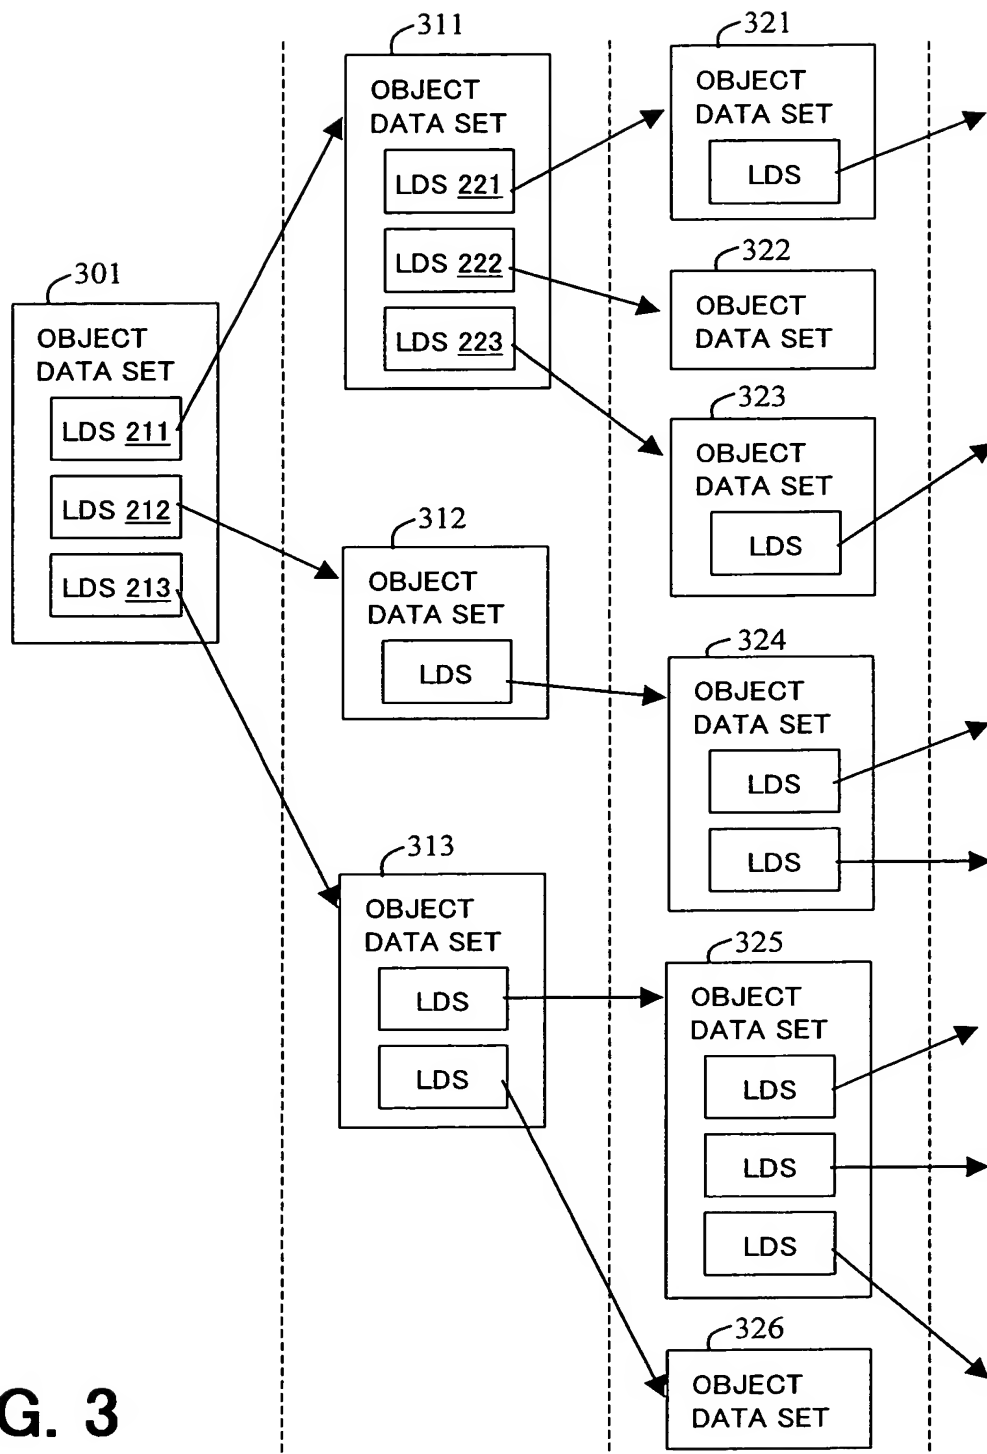 301
OBJECT
DATA SET
LDS 211
LDS 212
LDS 213
311
OBJECT
DATA SET
LDS 221
LDS 222
LDS 223
312
OBJECT
DATA SET
LDS
313
OBJECT
DATA SET
LDS
LDS
321
OBJECT
DATA SET
LDS
322
OBJECT
DATA SET
323
OBJECT
DATA SET
LDS
324
OBJECT
DATA SET
LDS
LDS
325
OBJECT
DATA SET
LDS
LDS
LDS
326
OBJECT
DATA SET
G. 3